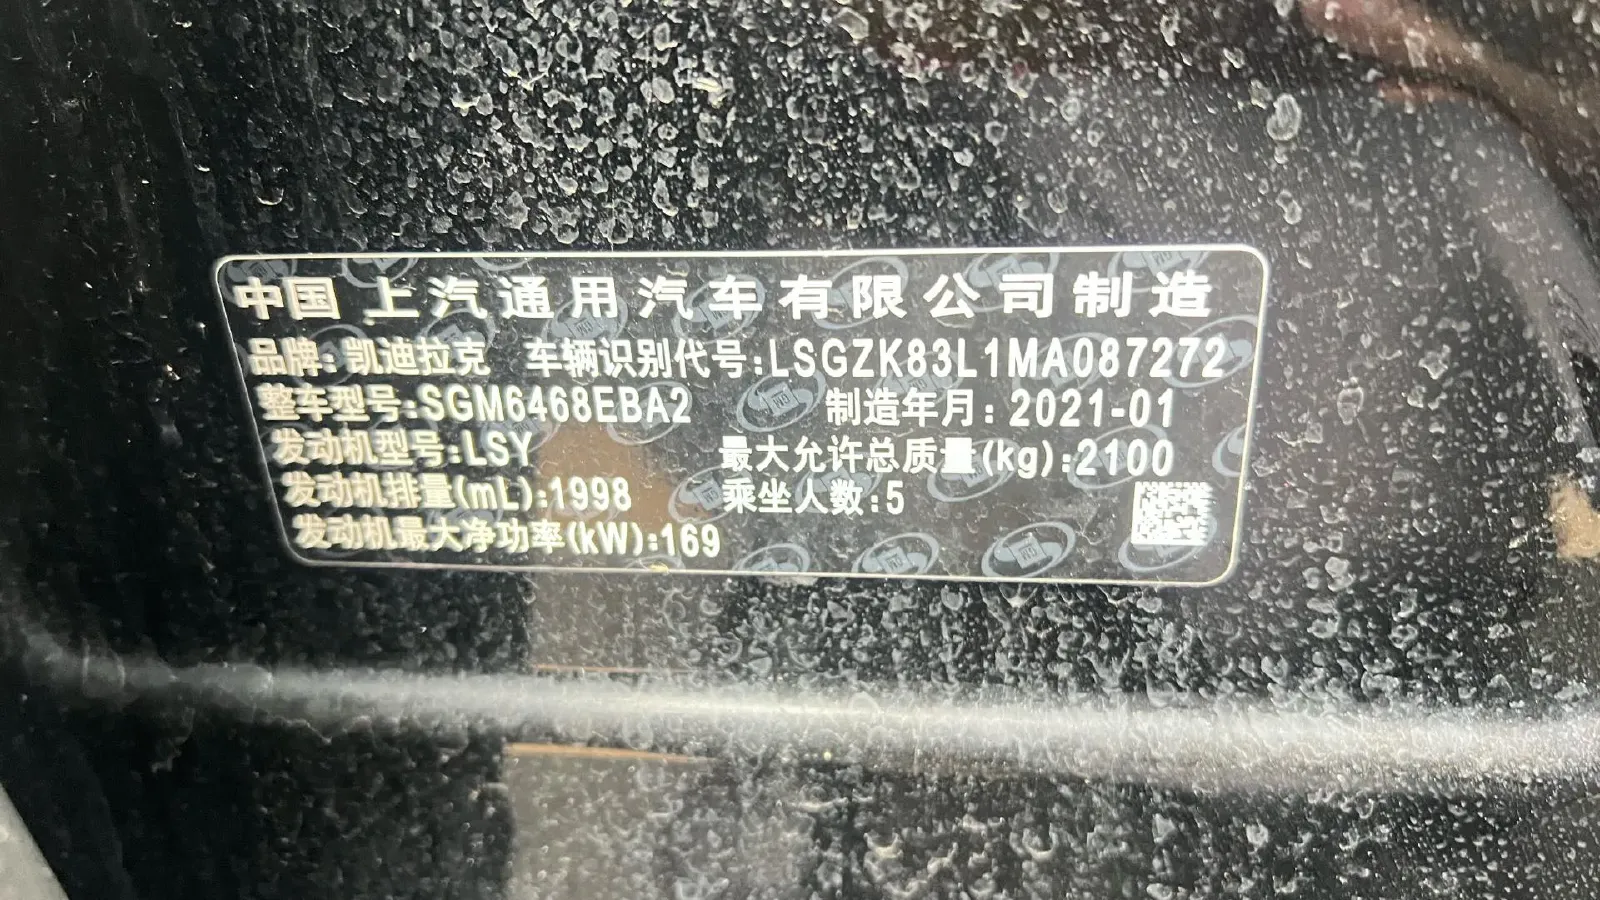 中国 上汽通用汽车有限公司制造
品牌:凯迪拉克 车辆识别代号:LSGZK83L1MA087272
整车型号:SGM6468EBA2 制造年月:2021-01
发动机型号:LSY 最大允许总质量(kg):2100
发动机排量(mL):1998 乘坐人数:5
发动机最大净功率(kW):169